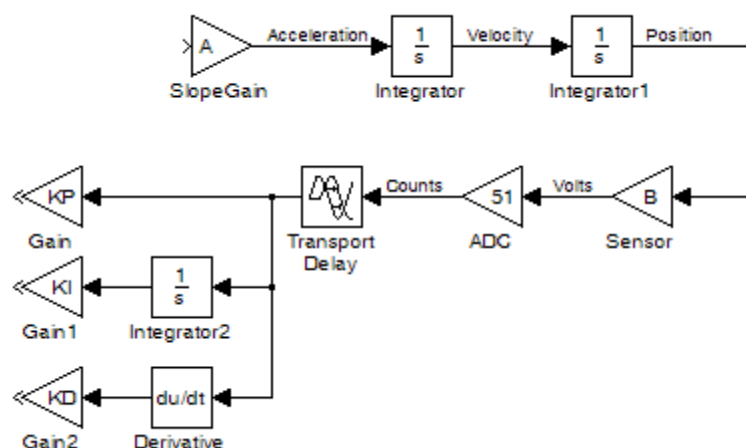 A
Acceleration
1
s
Velocity
1
s
Position
SlopeGain
Integrator
Integrator1
KP
Counts
51
Volts
B
Gain
Transport
Delay
ADC
Sensor
KI
1
s
Gain1
Integrator2
KD
du/dt
Gain2
Derivative